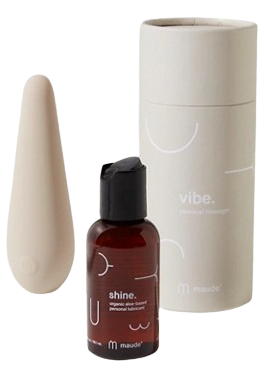 vibe.
personal massager
m maude
shine.
organic aloe-based
personal lubricant
m maude